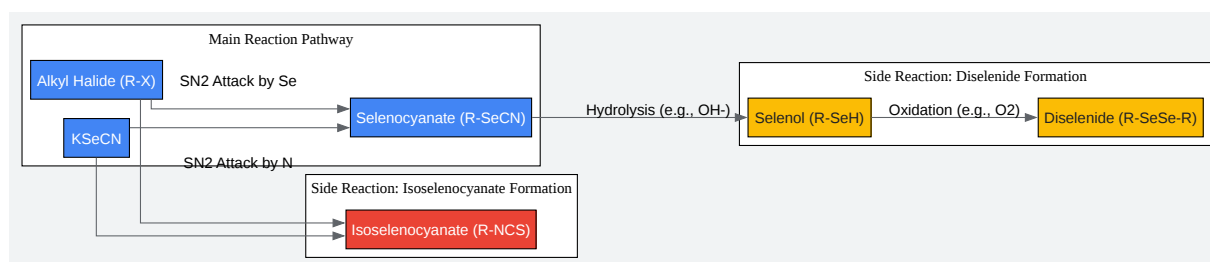 Main Reaction Pathway
Alkyl Halide (R-X)
SN2 Attack by Se
KSeCN
Selenocyanate (R-SeCN)
SN2 Attack by N
Hydrolysis (e.g., OH-)
Side Reaction: Diselenide Formation
Selenol (R-SeH)
Oxidation (e.g., O2)
Diselenide (R-SeSe-R)
Side Reaction: Isoselenocyanate Formation
Isoselenocyanate (R-NCS)